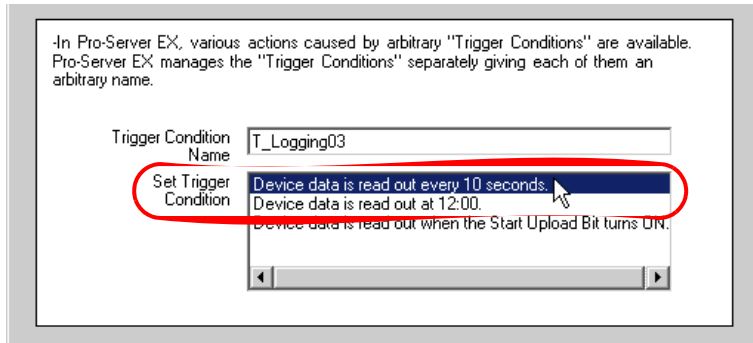 -In Pro-Server EX, various actions caused by arbitrary "Trigger Conditions" are available.
Pro-Server EX manages the "Trigger Conditions" separately giving each of them an
arbitrary name.
Trigger Condition
Name
T_Logging03
Set Trigger
Condition
Device data is read out every 10 seconds.
Device data is read out at 12:00.
Device data is read out when the Start Upload Bit turns ON.